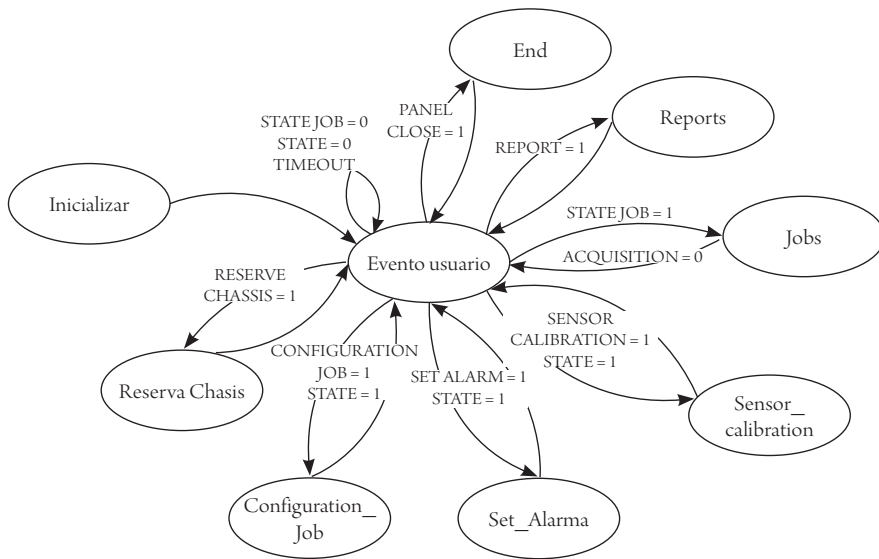 End
PANEL
CLOSE = 1
STATE JOB = 0
STATE = 0
TIMEOUT
Reports
REPORT = 1
Inicializar
STATE JOB = 1
Jobs
Evento usuario
ACQUISITION = 0
RESERVE
CHASSIS = 1
SENSOR
CALIBRATION = 1
STATE = 1
CONFIGURATION
JOB = 1
STATE = 1
SET ALARM = 1
STATE = 1
Reserva Chasis
Sensor_
calibration
Configuration_
Job
Set_Alarma